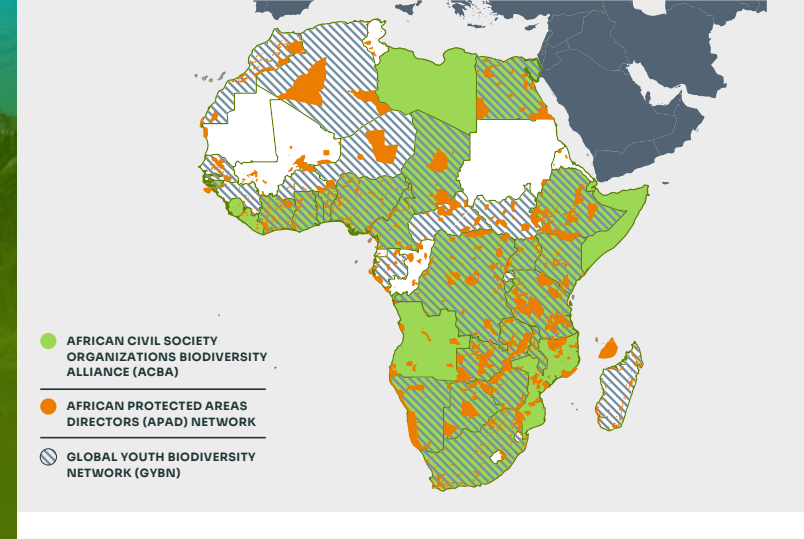 AFRICAN CIVIL SOCIETY
ORGANIZATIONS BIODIVERSITY
ALLIANCE (ACBA)
AFRICAN PROTECTED AREAS
DIRECTORS (APAD) NETWORK
GLOBAL YOUTH BIODIVERSITY
NETWORK (GYBN)